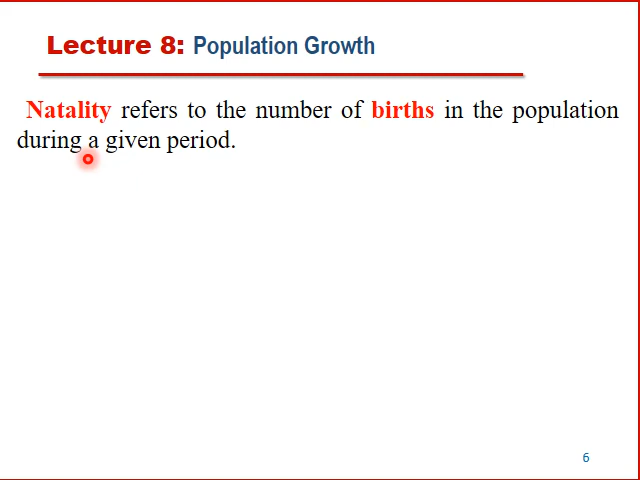 Lecture 8: Population Growth
Natality refers to the number of births in the population
during a given period.
6